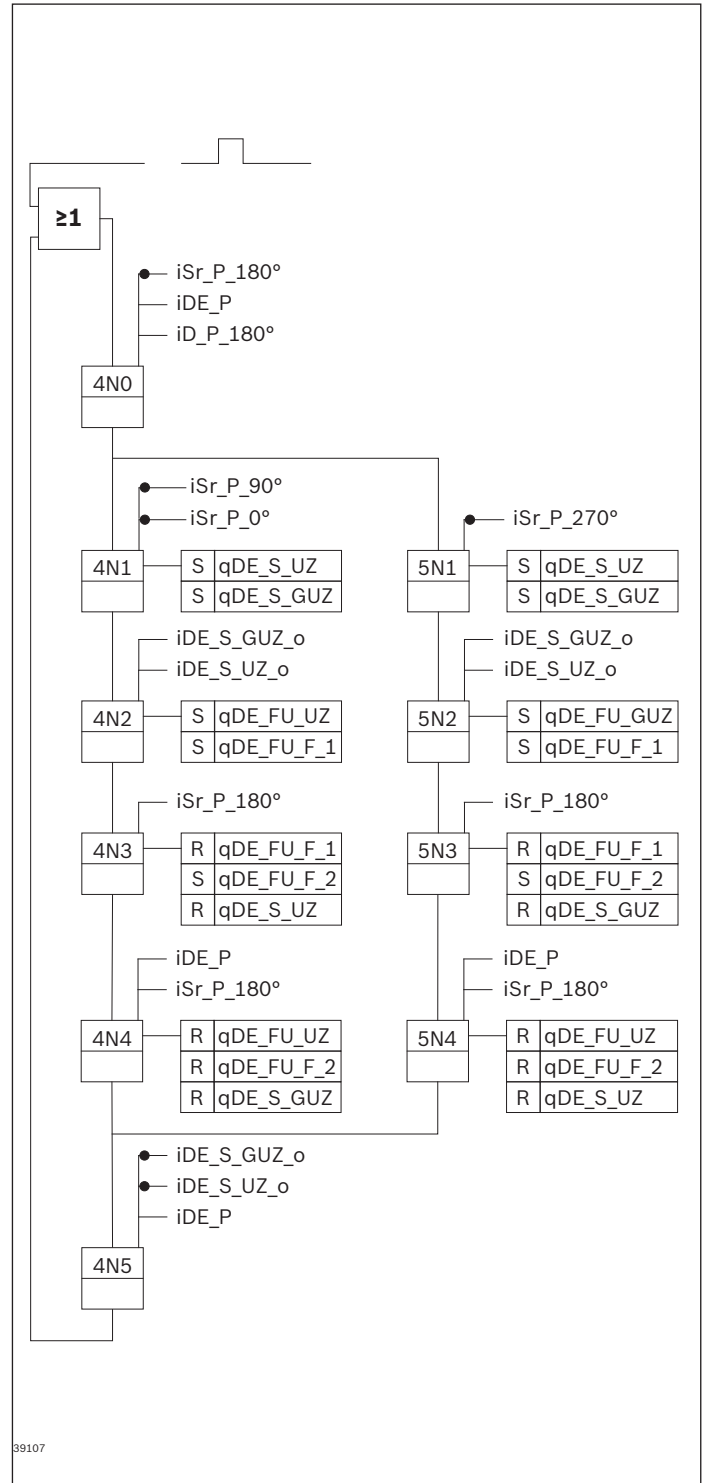 ≥1
iSr_P_180°
iDE_P
iD_P_180°
4N0
iSr_P_90°
iSr_P_0°
4N1
S qDE_S_UZ
S qDE_S_GUZ
iSr_P_270°
5N1
S qDE_S_UZ
S qDE_S_GUZ
iDE_S_GUZ_o
iDE_S_UZ_o
4N2
S qDE_FU_UZ
S qDE_FU_F_1
iDE_S_GUZ_o
iDE_S_UZ_o
5N2
S qDE_FU_GUZ
S qDE_FU_F_1
iSr_P_180°
4N3
R qDE_FU_F_1
S qDE_FU_F_2
R qDE_S_UZ
iSr_P_180°
5N3
R qDE_FU_F_1
S qDE_FU_F_2
R qDE_S_GUZ
iDE_P
iSr_P_180°
4N4
R qDE_FU_UZ
R qDE_FU_F_2
R qDE_S_GUZ
iDE_P
iSr_P_180°
5N4
R qDE_FU_UZ
R qDE_FU_F_2
R qDE_S_UZ
iDE_S_GUZ_o
iDE_S_UZ_o
iDE_P
4N5
39107